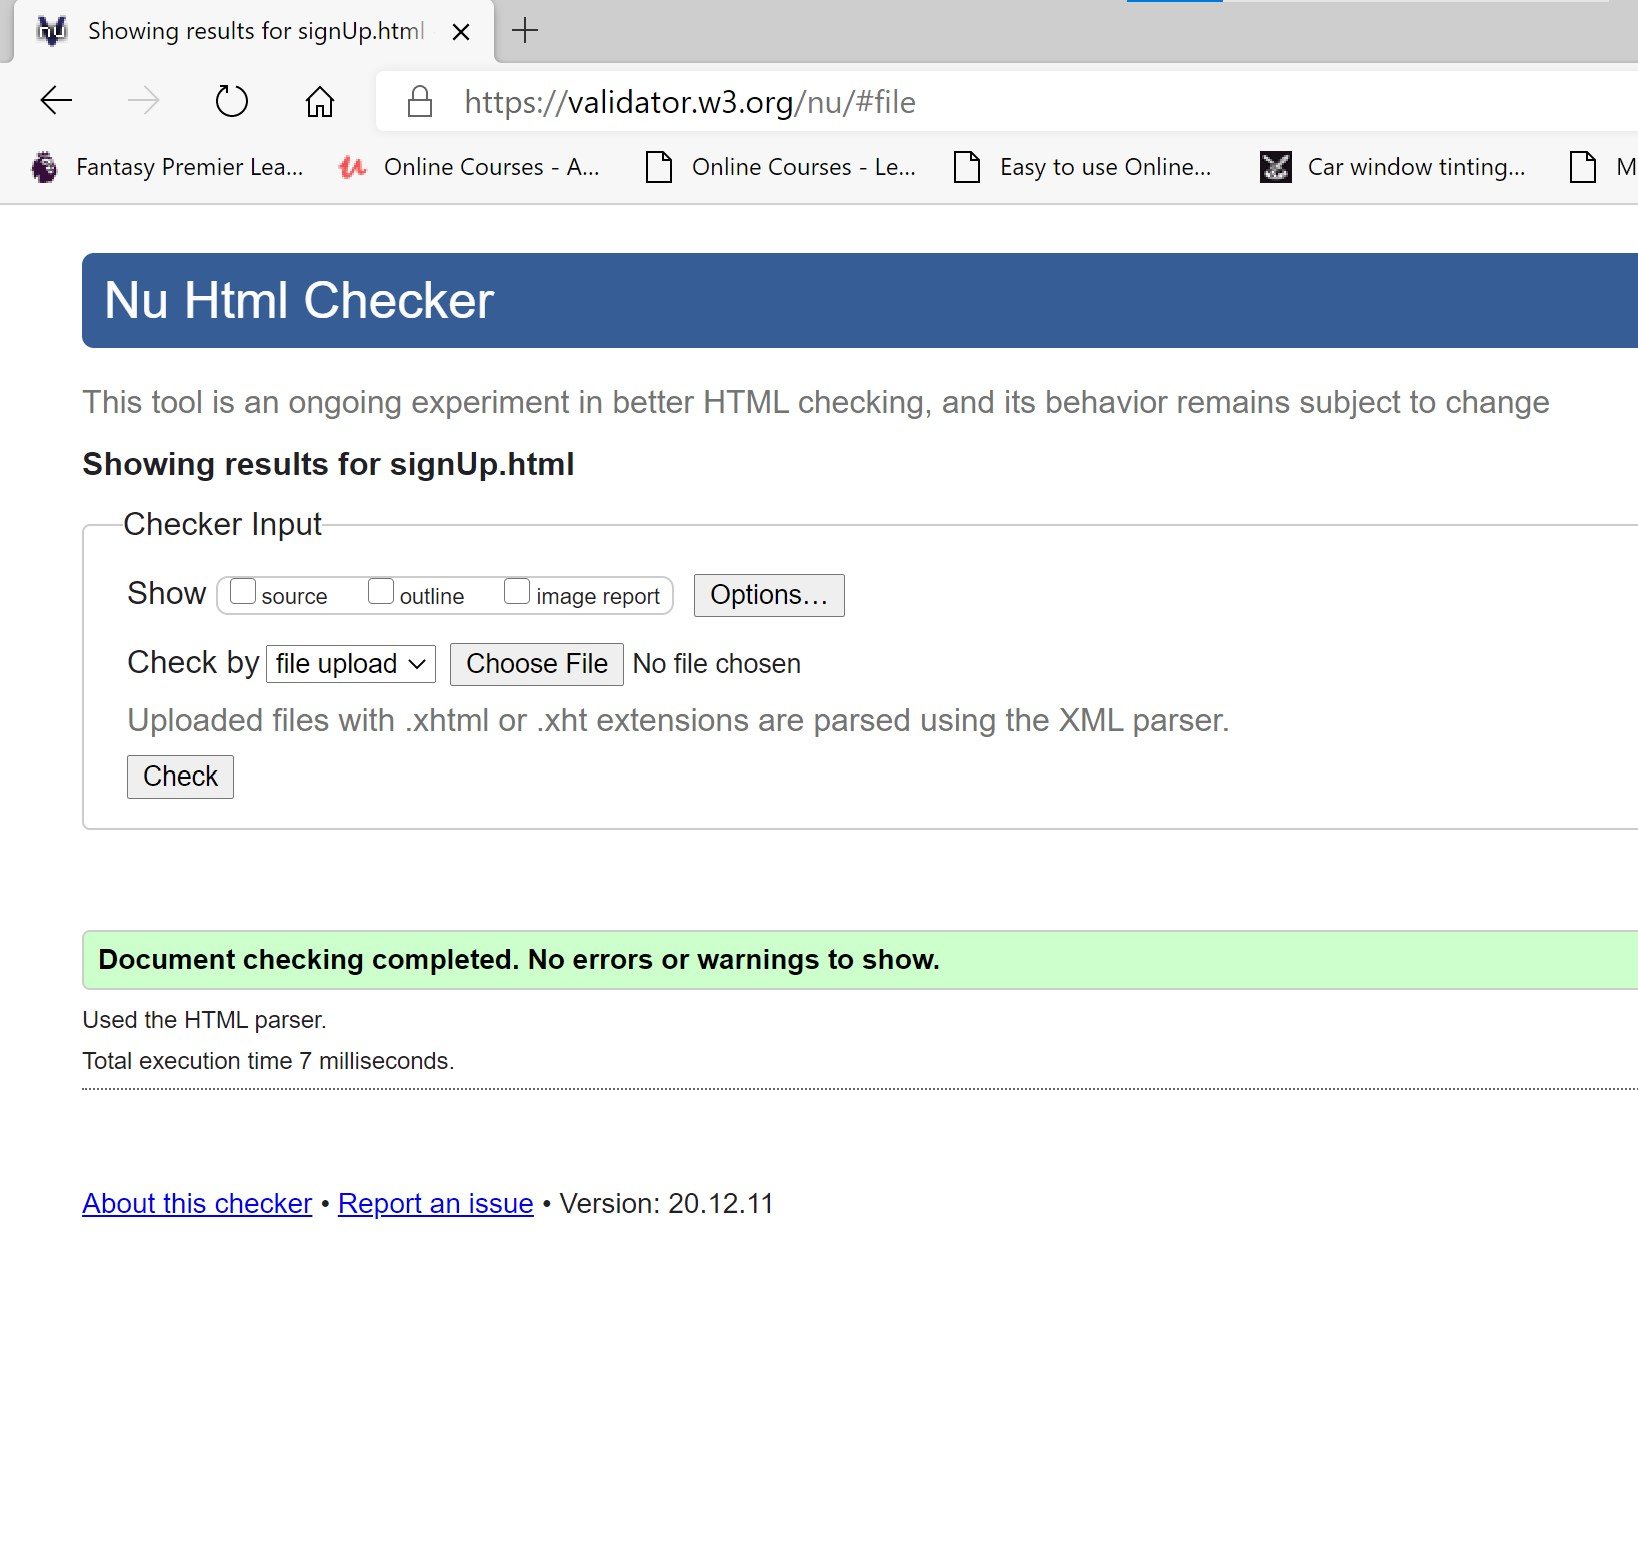 Showing results for signUp.html
https://validator.w3.org/nu/#file
Fantasy Premier Lea... Online Courses - A... Online Courses - Le... Easy to use Online... Car window tinting... M
Nu Html Checker
This tool is an ongoing experiment in better HTML checking, and its behavior remains subject to change
Showing results for signUp.html
Checker Input
Show source outline image report Options...
Check by file upload Choose File No file chosen
Uploaded files with .xhtml or .xht extensions are parsed using the XML parser.
Check
Document checking completed. No errors or warnings to show.
Used the HTML parser.
Total execution time 7 milliseconds.
About this checker • Report an issue • Version: 20.12.11